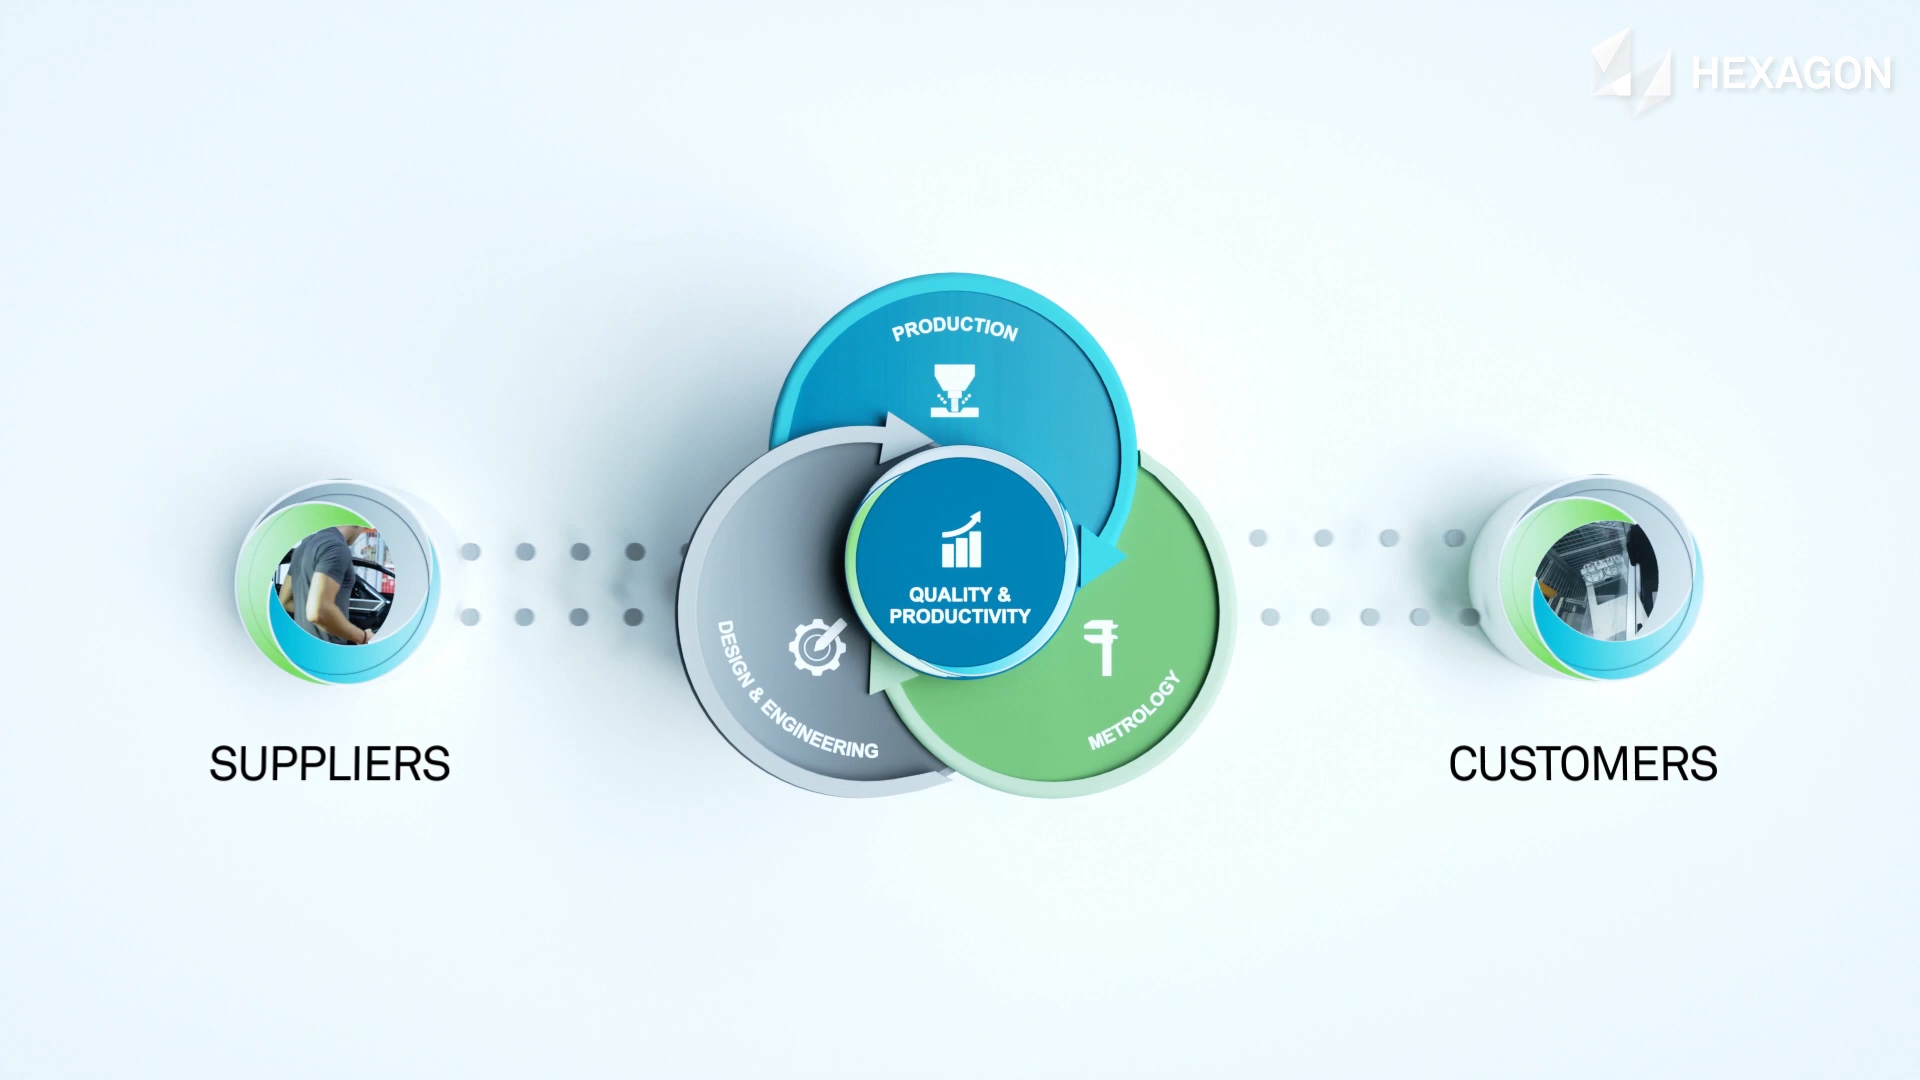 HEXAGON
PRODUCTION
QUALITY &
PRODUCTIVITY
DESIGN & ENGINEERING
METROLOGY
SUPPLIERS
CUSTOMERS